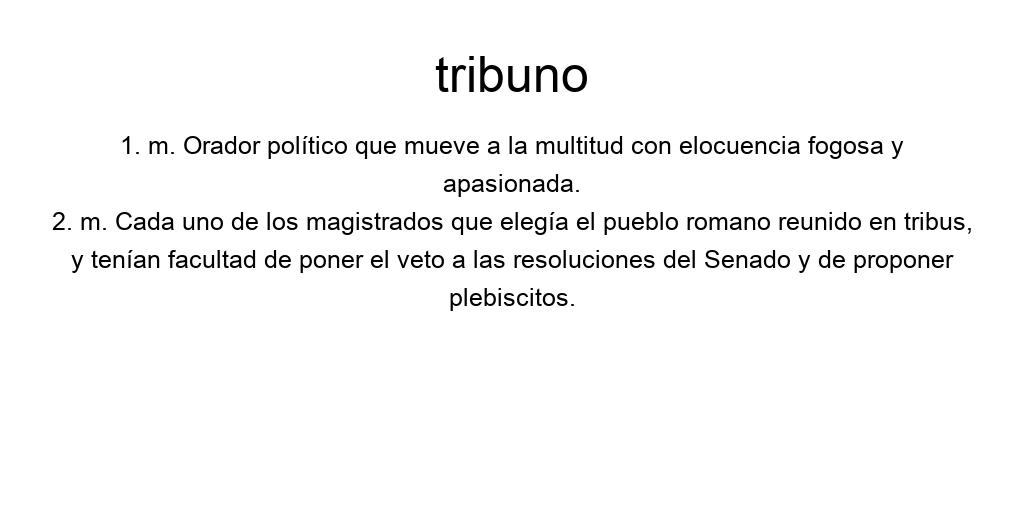 tribuno
1. m. Orador político que mueve a la multitud con elocuencia fogosa y
apasionada.
2. m. Cada uno de los magistrados que elegía el pueblo romano reunido en tribus,
y tenían facultad de poner el veto a las resoluciones del Senado y de proponer
plebiscitos.